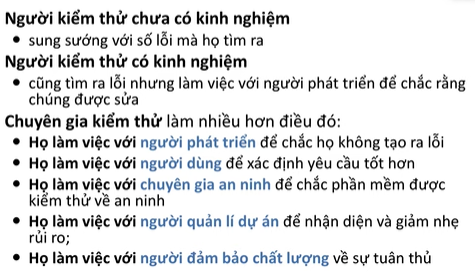 Người kiểm thử chưa có kinh nghiệm
• sung sướng với số lỗi mà họ tìm ra
Người kiểm thử có kinh nghiệm
• cũng tìm ra lỗi nhưng làm việc với người phát triển để chắc rằng
chúng được sửa
Chuyên gia kiểm thử làm nhiều hơn điều đó:
• Họ làm việc với người phát triển để chắc họ không tạo ra lỗi
• Họ làm việc với người dùng để xác định yêu cầu tốt hơn
• Họ làm việc với chuyên gia an ninh để chắc phần mềm được
kiểm thử về an ninh
• Họ làm việc với người quản lí dự án để nhận diện và giảm nhẹ
rủi ro;
• Họ làm việc với người đảm bảo chất lượng về sự tuân thủ